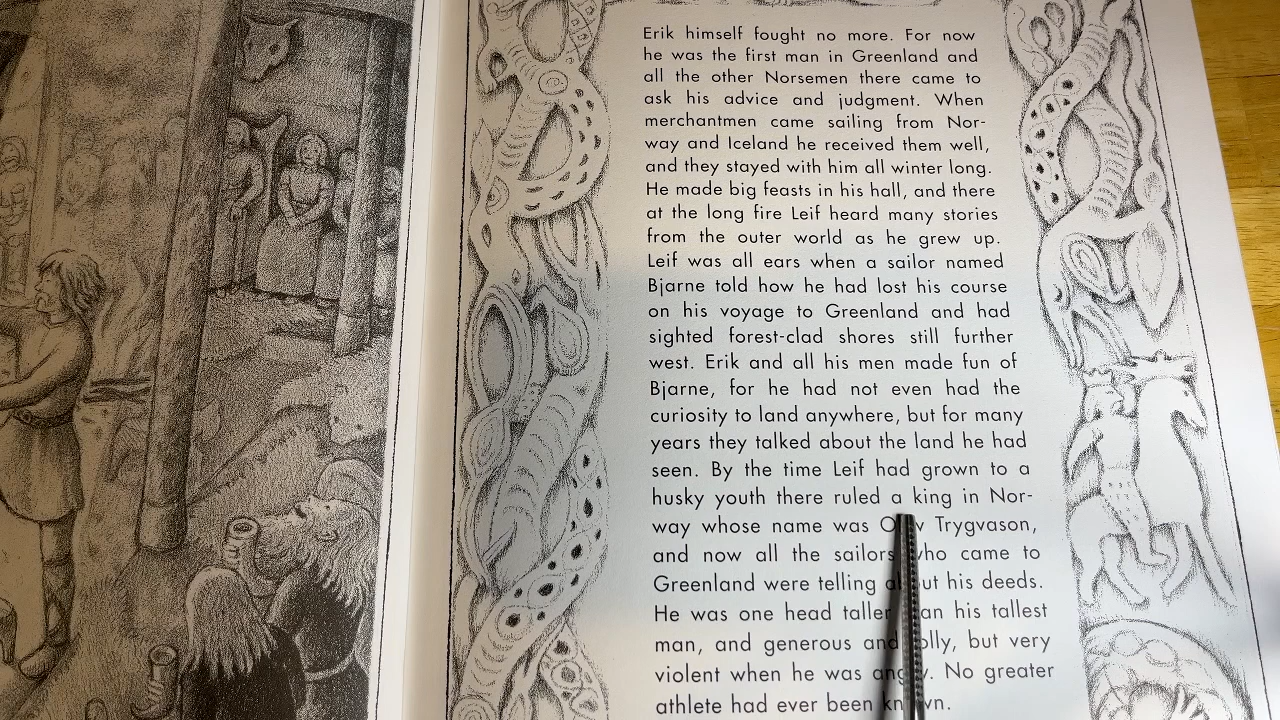 Erik himself fought no more. For now
he was the first man in Greenland and
all the other Norsemen there came to
ask his advice and judgment. When
merchantmen came sailing from Nor-
way and Iceland he received them well,
and they stayed with him all winter long.
He made big feasts in his hall, and there
at the long fire Leif heard many stories
from the outer world as he grew up.
Leif was all ears when a sailor named
Bjarne told how he had lost his course
on his voyage to Greenland and had
sighted forest-clad shores still further
west. Erik and all his men made fun of
Bjarne, for he had not even had the
curiosity to land anywhere, but for many
years they talked about the land he had
seen. By the time Leif had grown to a
husky youth there ruled a king in Nor-
way whose name was Olav Trygvason,
and now all the sailors who came to
Greenland were telling about his deeds.
He was one head taller than his tallest
man, and generous and jolly, but very
violent when he was angry. No greater
athlete had ever been known.